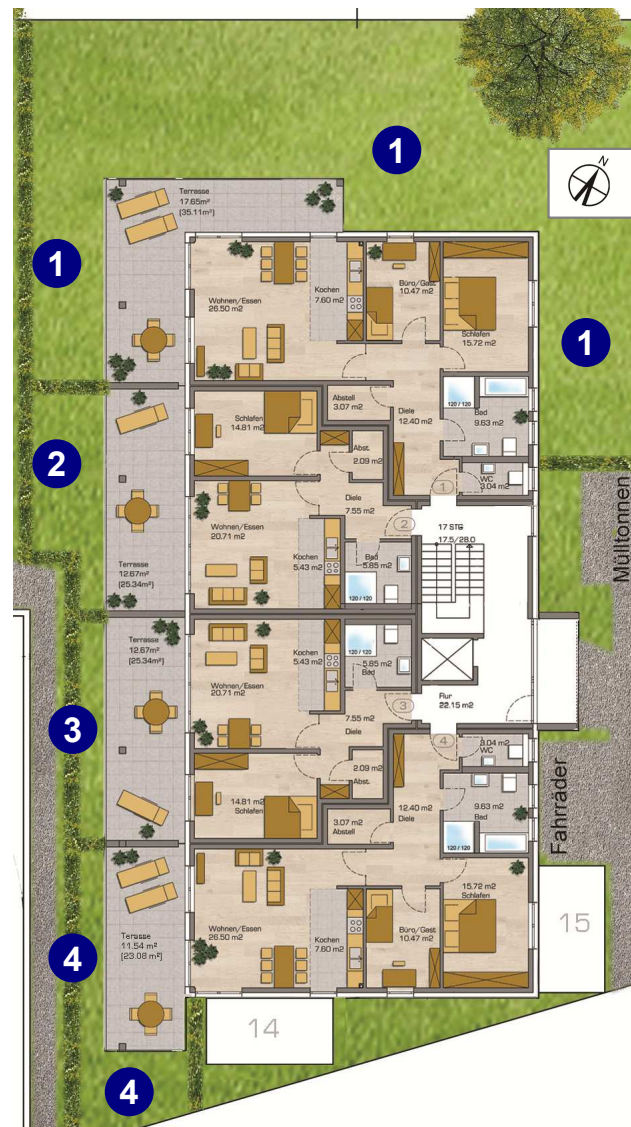 1
N
Terrasse
17.65m²
(35.11m²)
1
Wohnen/Essen
26.50 m2
Kochen
7.60 m2
Büro/Gast
10.47 m2
Schlafen
15.72 m2
1
Abstell
3.07 m2
Diele
12.40 m2
120 / 120
Bad
9.63 m2
2
Schlafen
14.81 m2
Abst.
2.09 m2
1
WC
3.04 m2
Diele
7.55 m2
2
17 STG
17.5/28.0
Mülltonnen
Wohnen/Essen
20.71 m2
Kochen
5.43 m2
Bad
5.85 m2
120 / 120
Terrasse
12.67m²
(25.34m²)
Terrasse
12.67m²
(25.34m²)
Kochen
5.43 m2
120 / 120
5.85 m2
Bad
Wohnen/Essen
20.71 m2
3
7.55 m2
Diele
3
Flur
22.15 m2
4
3.04 m2
WC
2.09 m2
Abst.
14.81 m2
Schlafen
3.07 m2
Abstell
12.40 m2
Diele
9.63 m2
Bad
120 / 120
Fahrräder
Terrasse
11.54 m²
(23.08 m²)
4
Wohnen/Essen
26.50 m2
Kochen
7.60 m2
Büro/Gast
10.47 m2
15.72 m2
Schlafen
15
14
4